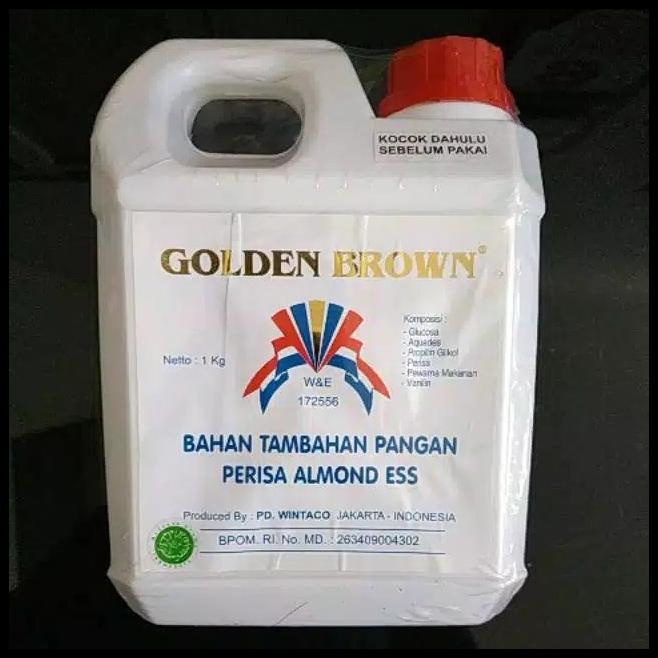 KOCOK DAHULU
SEBELUM PAKAI
GOLDEN BROWN®
Komposisi :
- Glucosa
- Aquades
- Propilin Glikol
- Perisa
- Pewarna Makanan
- Vanilin
Netto : 1 Kg
W&E
172556
BAHAN TAMBAHAN PANGAN
PERISA ALMOND ESS
Produced By : PD. WINTACO JAKARTA - INDONESIA
BPOM. RI. No. MD. : 263409004302